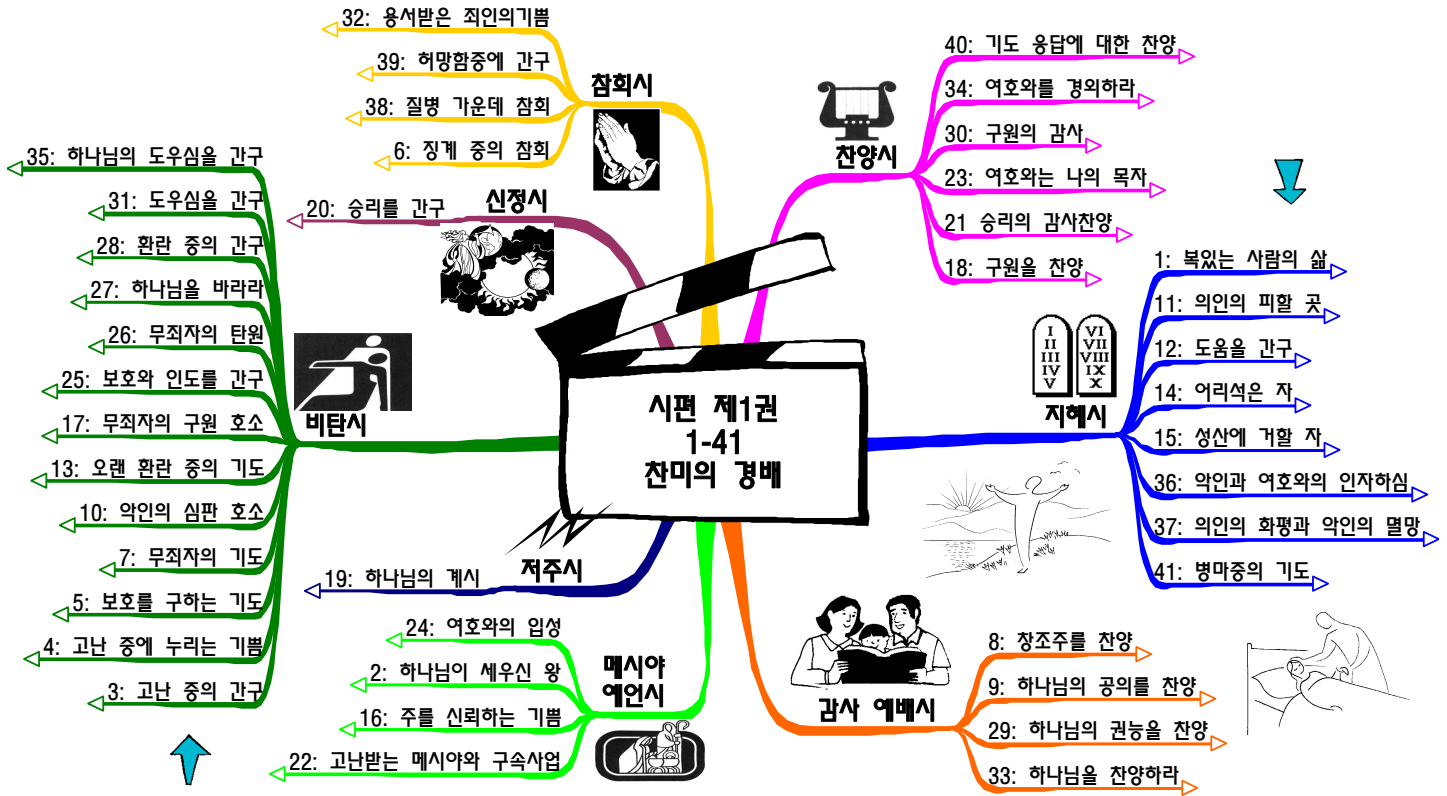 시편 제1권
1-41
찬미의 경배
찬양시
40: 기도 응답에 대한 찬양
34: 여호와를 경외하라
30: 구원의 감사
23: 여호와는 나의 목자
21 승리의 감사찬양
18: 구원을 찬양
지혜시
I
II
III
IV
V
VI
VII
VIII
IX
X
1: 복있는 사람의 삶
11: 의인의 피할 곳
12: 도움을 간구
14: 어리석은 자
15: 성산에 거할 자
36: 악인과 여호와의 인자하심
37: 의인의 화평과 악인의 멸망
41: 병마중의 기도
감사 예배시
8: 창조주를 찬양
9: 하나님의 공의를 찬양
29: 하나님의 권능을 찬양
33: 하나님을 찬양하라
메시야
예언시
24: 여호와의 입성
2: 하나님이 세우신 왕
16: 주를 신뢰하는 기쁨
22: 고난받는 메시야와 구속사업
저주시
19: 하나님의 계시
비탄시
35: 하나님의 도우심을 간구
31: 도우심을 간구
28: 환란 중의 간구
27: 하나님을 바라라
26: 무죄자의 탄원
25: 보호와 인도를 간구
17: 무죄자의 구원 호소
13: 오랜 환란 중의 기도
10: 악인의 심판 호소
7: 무죄자의 기도
5: 보호를 구하는 기도
4: 고난 중에 누리는 기쁨
3: 고난 중의 간구
신정시
20: 승리를 간구
참회시
32: 용서받은 죄인의기쁨
39: 허망함중에 간구
38: 질병 가운데 참회
6: 징계 중의 참회